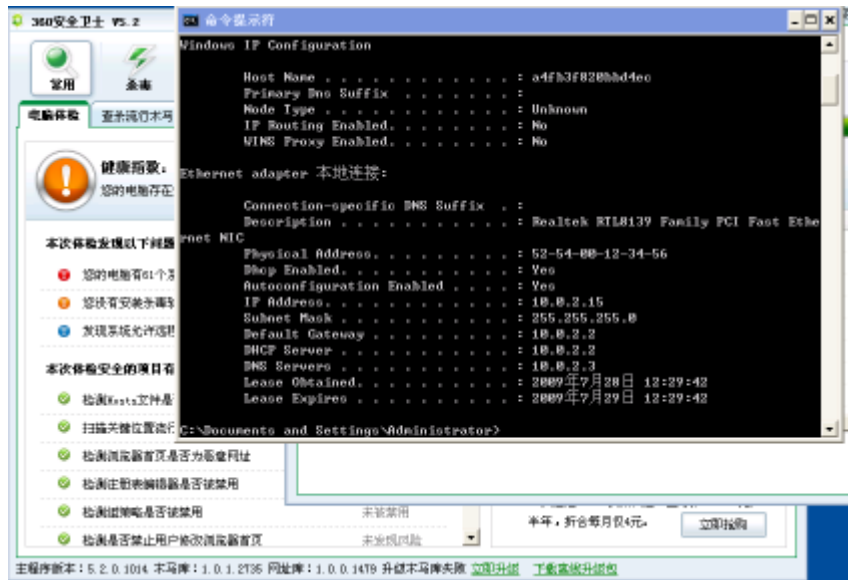 360安全卫士 V5.2
常用
杀毒
电脑体检
查杀流行木马
健康指数:
您的电脑存在
本次体检发现以下问题
您的电脑有61个系
您没有安装杀毒软
发现系统允许远程
本次体检安全的项目有
检测Hosts文件是
扫描关键位置流行
检测浏览器首页是否为恶意网址
检测注册表编辑器是否被禁用
检测组策略是否被禁用 未被禁用
检测是否禁止用户修改浏览器首页 未发现风险
半年,折合每月仅4元。 立即抢购
主程序版本:5.2.0.1014 木马库:1.0.1.2735 网址库:1.0.0.1479 升级木马库失败 立即升级 下载离线升级包
命令提示符
Windows IP Configuration
Host Name . . . . . . . . . . . . : a4fb3f820bbd4ec
Primary Dns Suffix . . . . . . . :
Node Type . . . . . . . . . . . . : Unknown
IP Routing Enabled. . . . . . . . : No
WINS Proxy Enabled. . . . . . . . : No
Ethernet adapter 本地连接:
Connection-specific DNS Suffix . :
Description . . . . . . . . . . . : Realtek RTL8139 Family PCI Fast Ethe
rnet NIC
Physical Address. . . . . . . . . : 52-54-00-12-34-56
Dhcp Enabled. . . . . . . . . . . : Yes
Autoconfiguration Enabled . . . . : Yes
IP Address. . . . . . . . . . . . : 10.0.2.15
Subnet Mask . . . . . . . . . . . : 255.255.255.0
Default Gateway . . . . . . . . . : 10.0.2.2
DHCP Server . . . . . . . . . . . : 10.0.2.2
DNS Servers . . . . . . . . . . . : 10.0.2.3
Lease Obtained. . . . . . . . . . : 2009年7月28日 12:29:42
Lease Expires . . . . . . . . . . : 2009年7月29日 12:29:42
C:\Documents and Settings\Administrator>